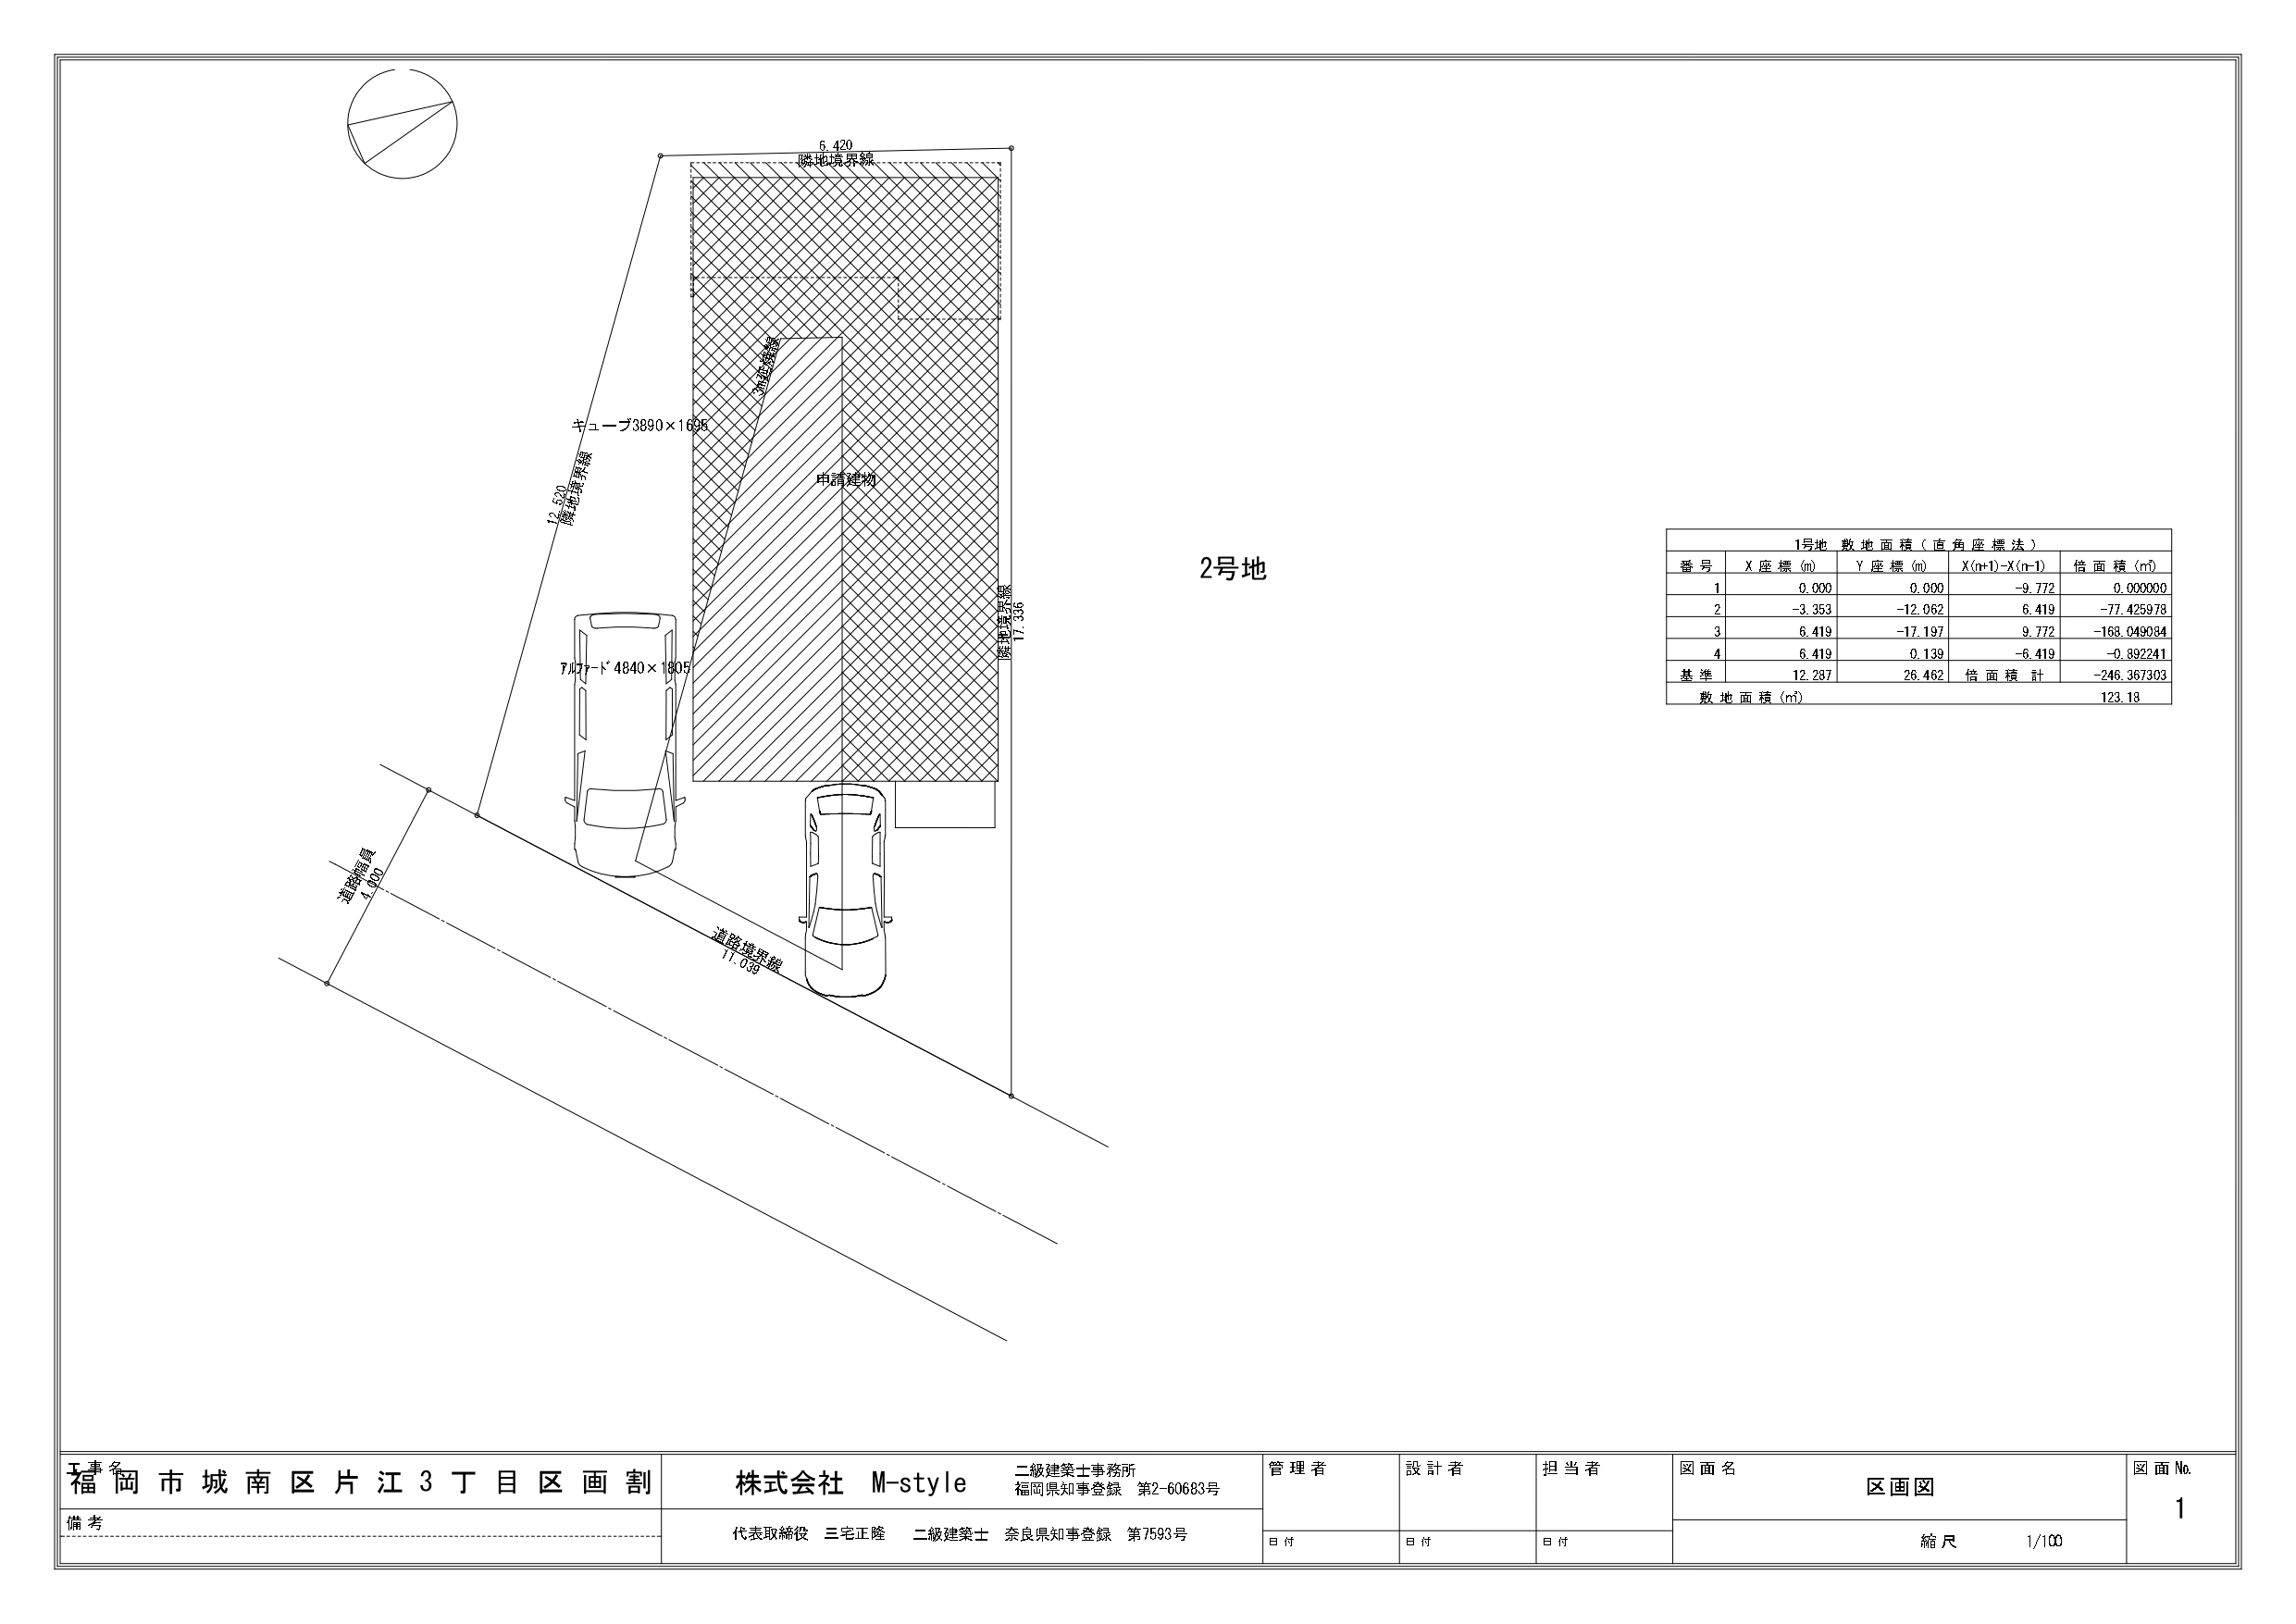 6.420
隣地境界線
3m延焼線
キューブ3890×1695
12.520
隣地境界線
申請建物
2号地
隣地境界線
17.336
ｱﾙﾌｧｰﾄﾞ4840×1805
道路幅員
4.000
道路境界線
11.039
1号地 敷地面積（直角座標法）
番号 X座標(m) Y座標(m) X(n+1)-X(n-1) 倍面積(㎡)
1 0.000 0.000 -9.772 0.000000
2 -3.353 -12.062 6.419 -77.425978
3 6.419 -17.197 9.772 -168.049084
4 6.419 0.139 -6.419 -0.892241
基準 12.287 26.462 倍面積 計 -246.367303
敷地面積(㎡) 123.18
工事名
福岡市城南区片江3丁目区画割
備考
株式会社 M-style
二級建築士事務所
福岡県知事登録 第2-60683号
代表取締役 三宅正隆 二級建築士 奈良県知事登録 第7593号
管理者
日付
設計者
日付
担当者
日付
図面名
区画図
縮尺 1/100
図面No.
1